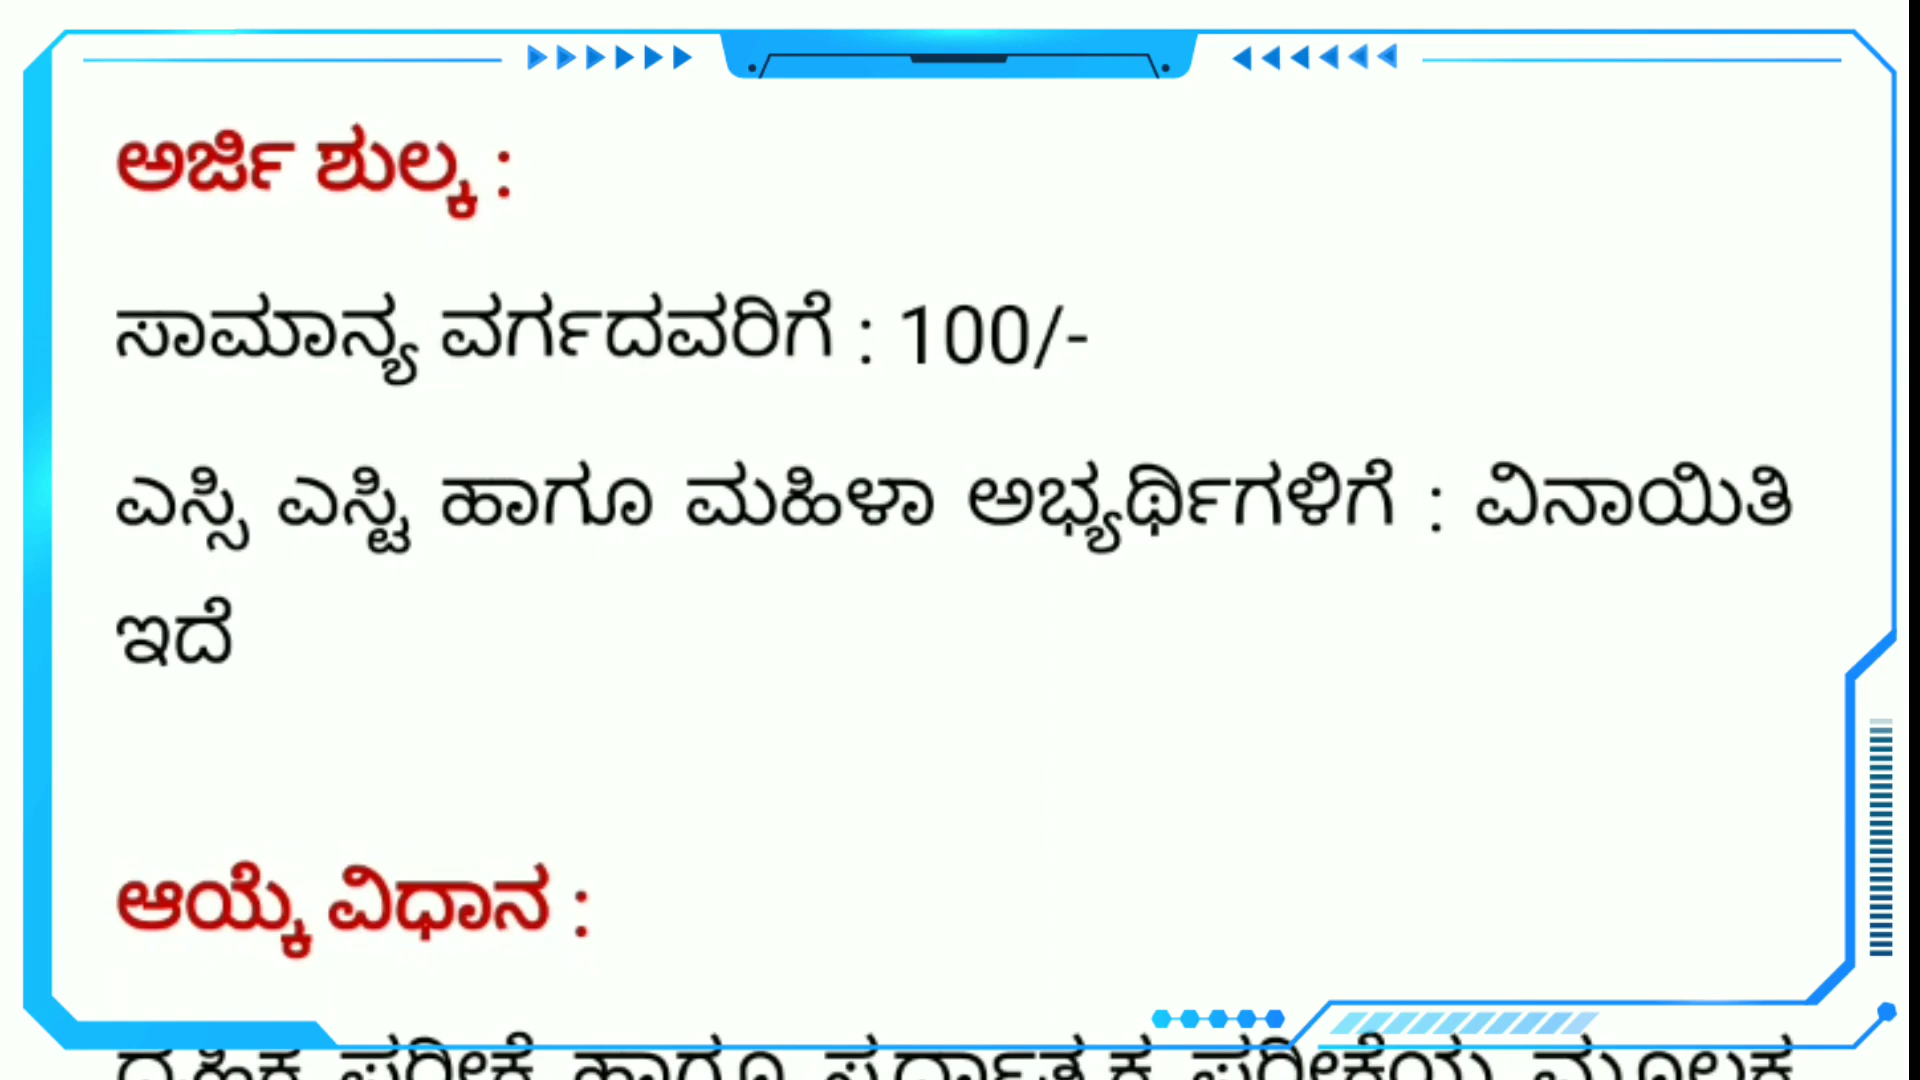 ಅರ್ಜಿ ಶುಲ್ಕ :
ಸಾಮಾನ್ಯ ವರ್ಗದವರಿಗೆ : 100/-
ಎಸ್ಸಿ ಎಸ್ಟಿ ಹಾಗೂ ಮಹಿಳಾ ಅಭ್ಯರ್ಥಿಗಳಿಗೆ : ವಿನಾಯಿತಿ
ಇದೆ
ಆಯ್ಕೆ ವಿಧಾನ :